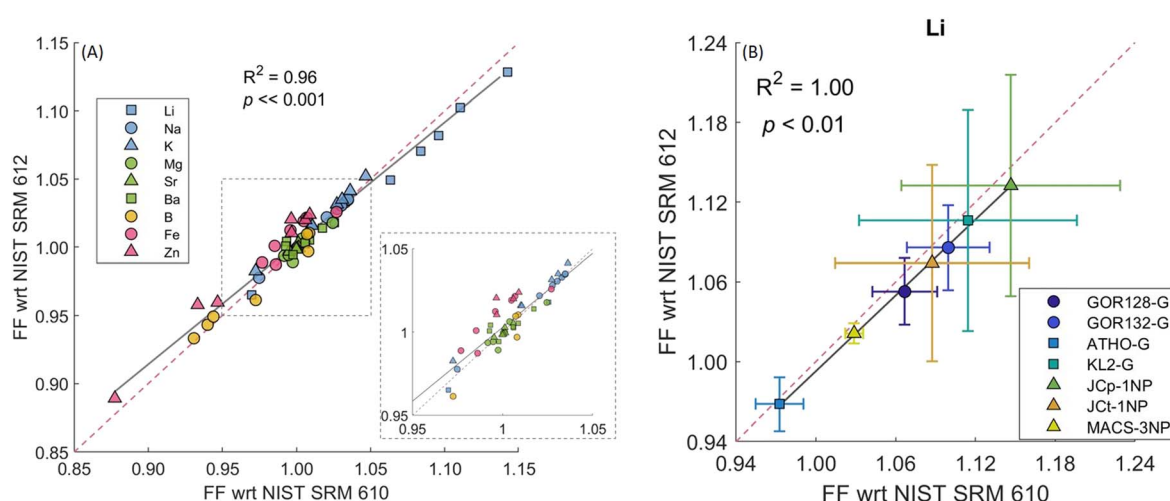 (A)
R² = 0.96
p << 0.001
Li
Na
K
Mg
Sr
Ba
B
Fe
Zn
FF wrt NIST SRM 612
1.15
1.10
1.05
1.00
0.95
0.90
0.85
0.85
0.90
0.95
1.00
1.05
1.10
1.15
FF wrt NIST SRM 610
1.05
1
0.95
0.95
1
1.05
Li
(B)
R² = 1.00
p < 0.01
FF wrt NIST SRM 612
1.24
1.18
1.12
1.06
1.00
0.94
GOR128-G
GOR132-G
ATHO-G
KL2-G
JCp-1NP
JCt-1NP
MACS-3NP
0.94
1.00
1.06
1.12
1.18
1.24
FF wrt NIST SRM 610